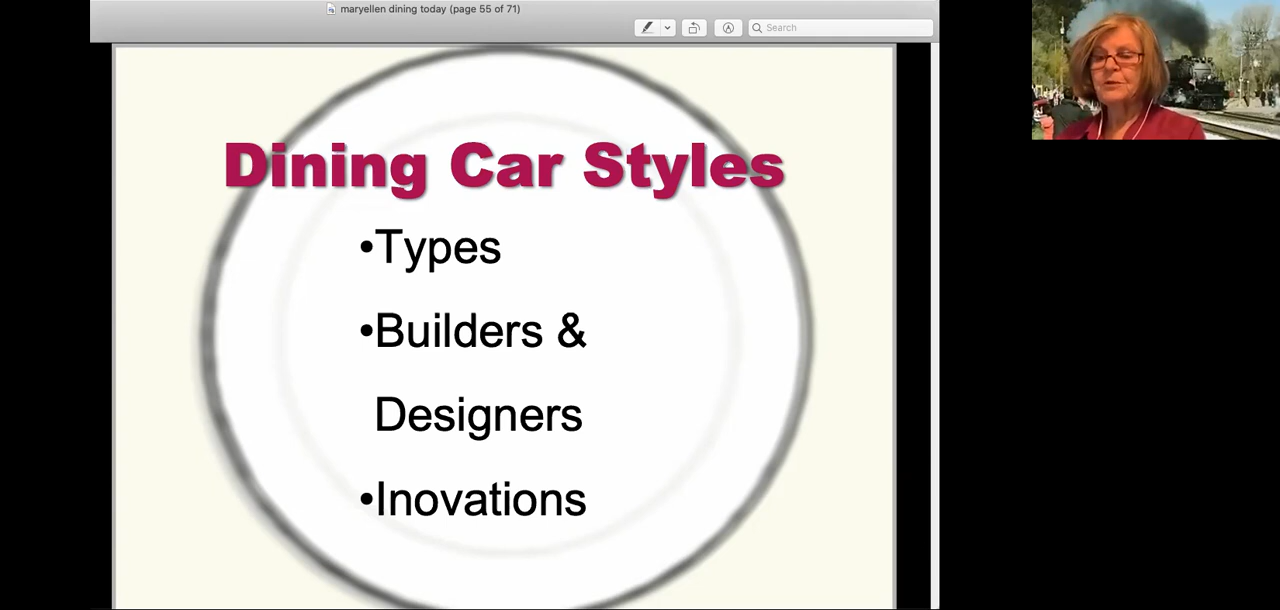 maryellen dining today (page 55 of 71)
Search
Dining Car Styles
•Types
•Builders &
Designers
•Inovations